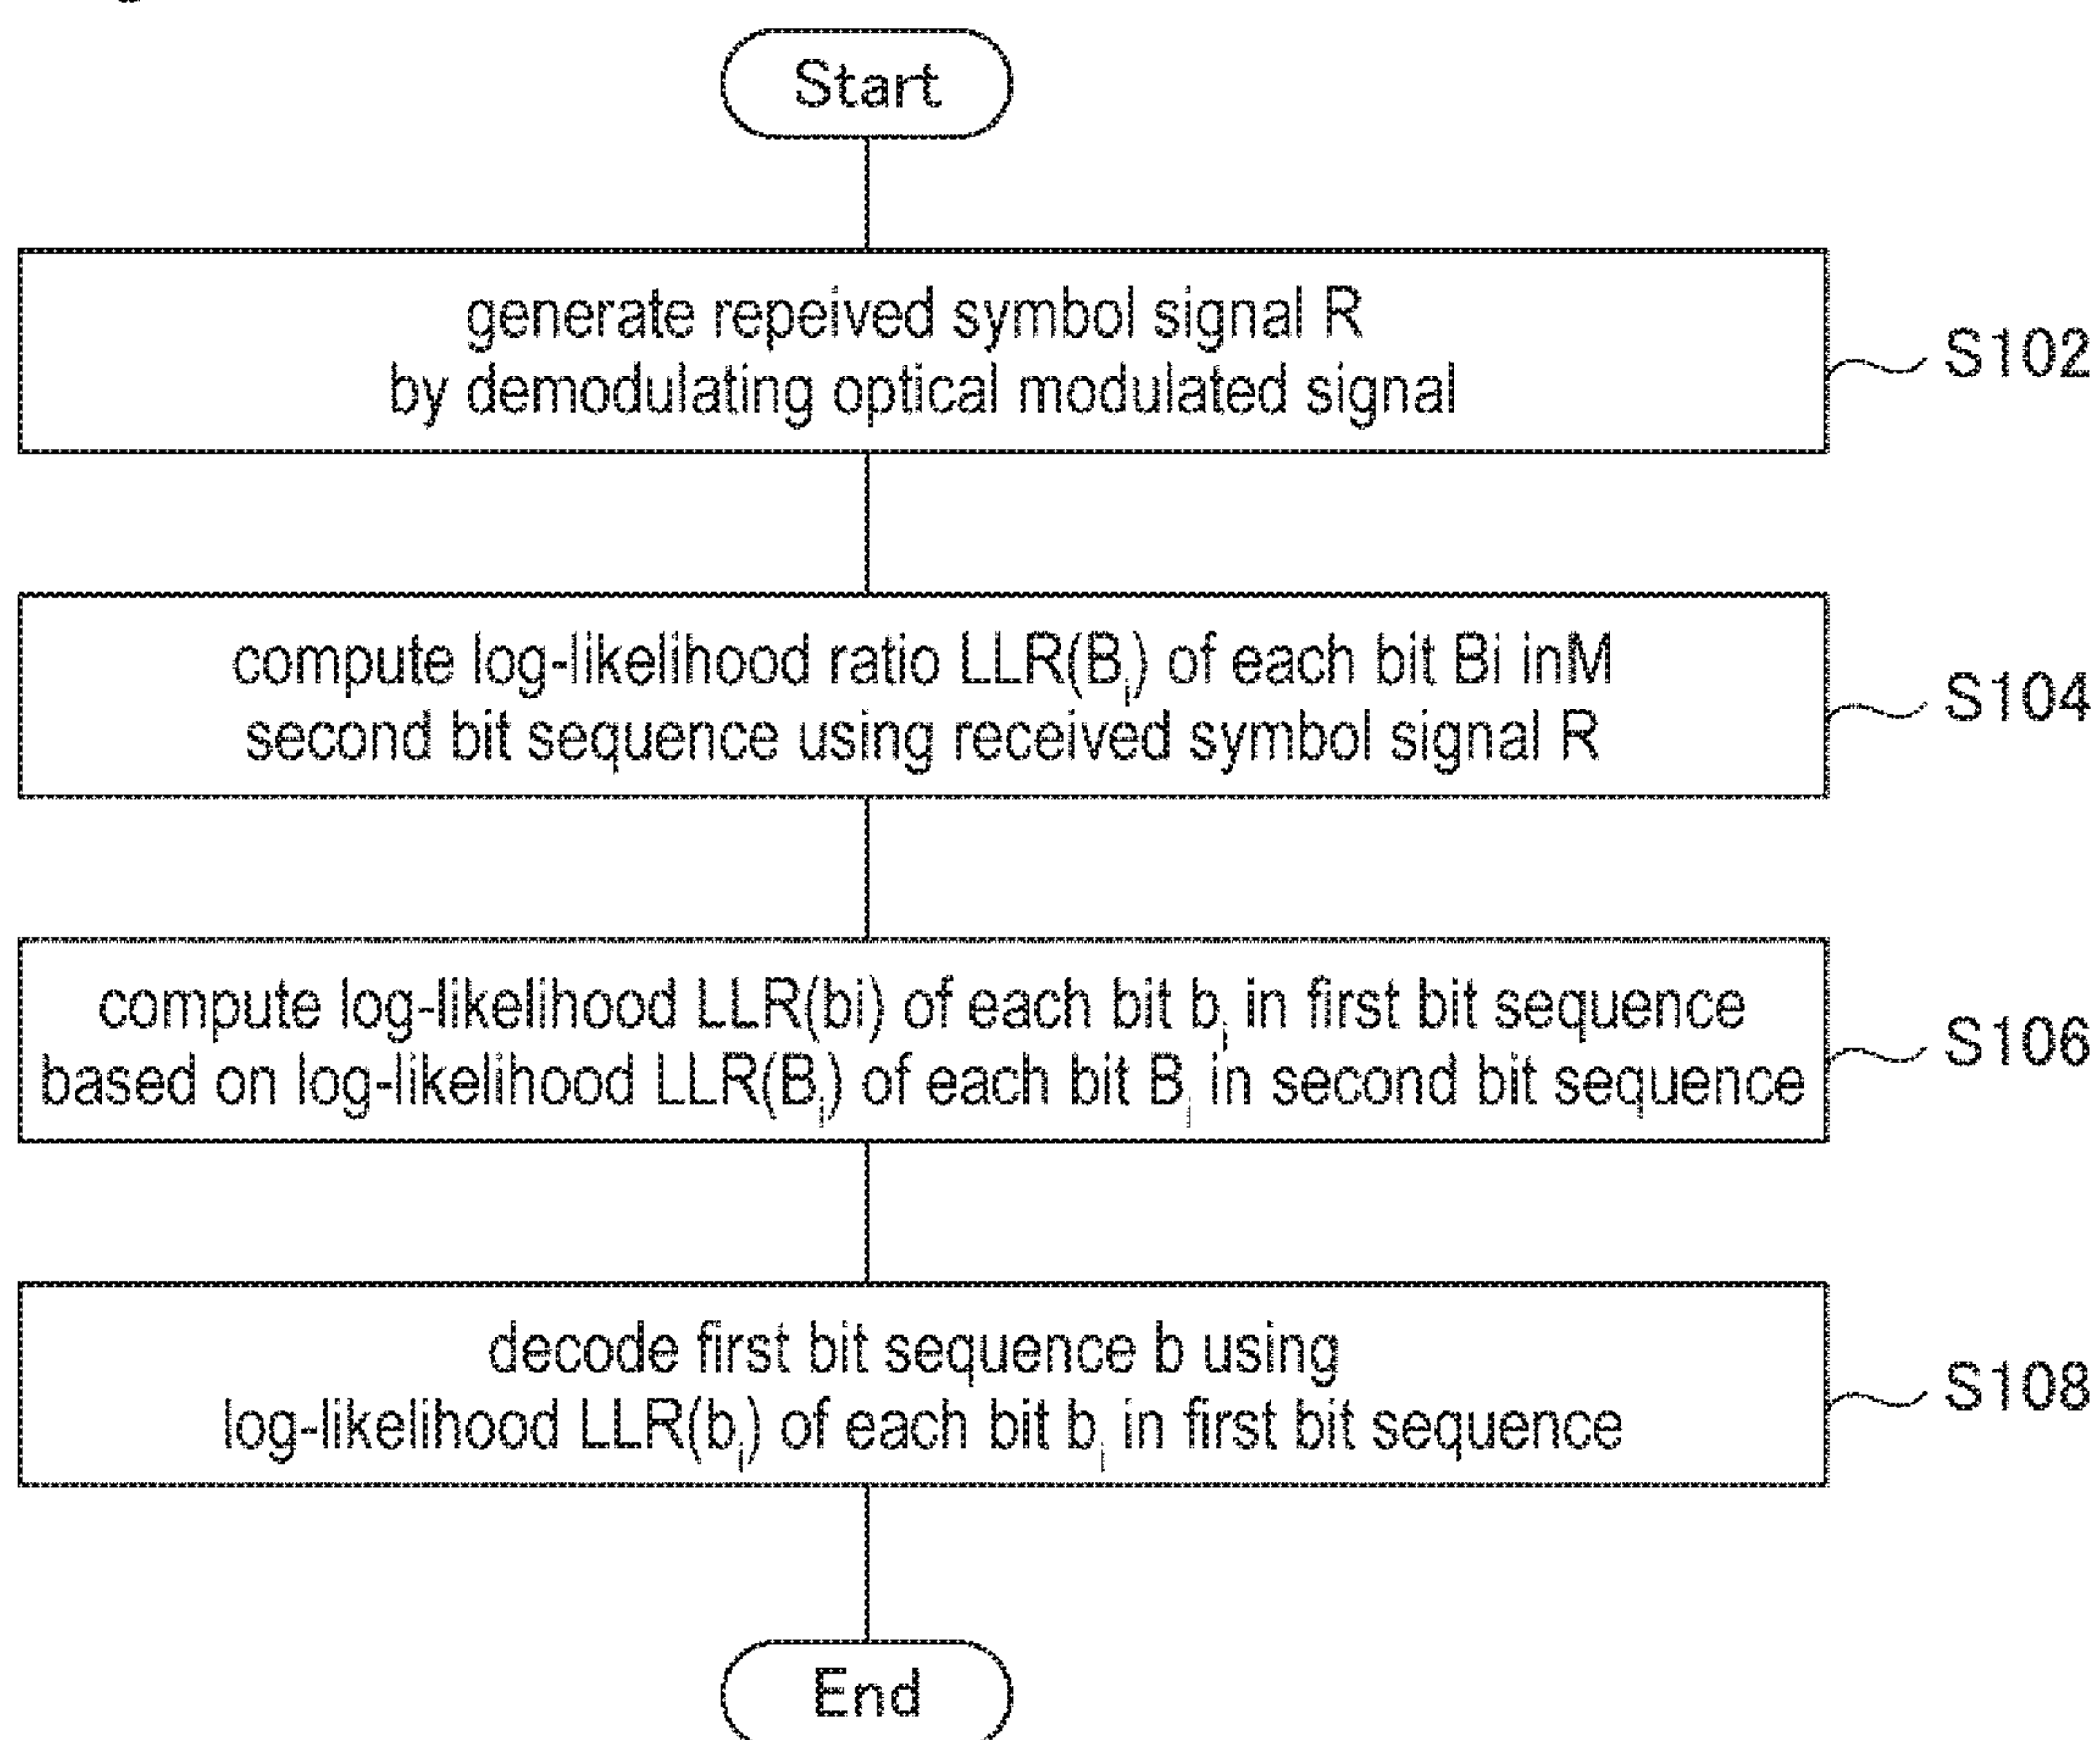 Start
generate repeived symbol signal R
by demodulating optical modulated signal
S102
compute log-likelihood ratio LLR(Bᵢ) of each bit Bi inM
second bit sequence using received symbol signal R
S104
compute log-likelihood LLR(bi) of each bit bᵢ in first bit sequence
based on log-likelihood LLR(Bᵢ) of each bit Bᵢ in second bit sequence
S106
decode first bit sequence b using
log-likelihood LLR(bᵢ) of each bit bᵢ in first bit sequence
S108
End